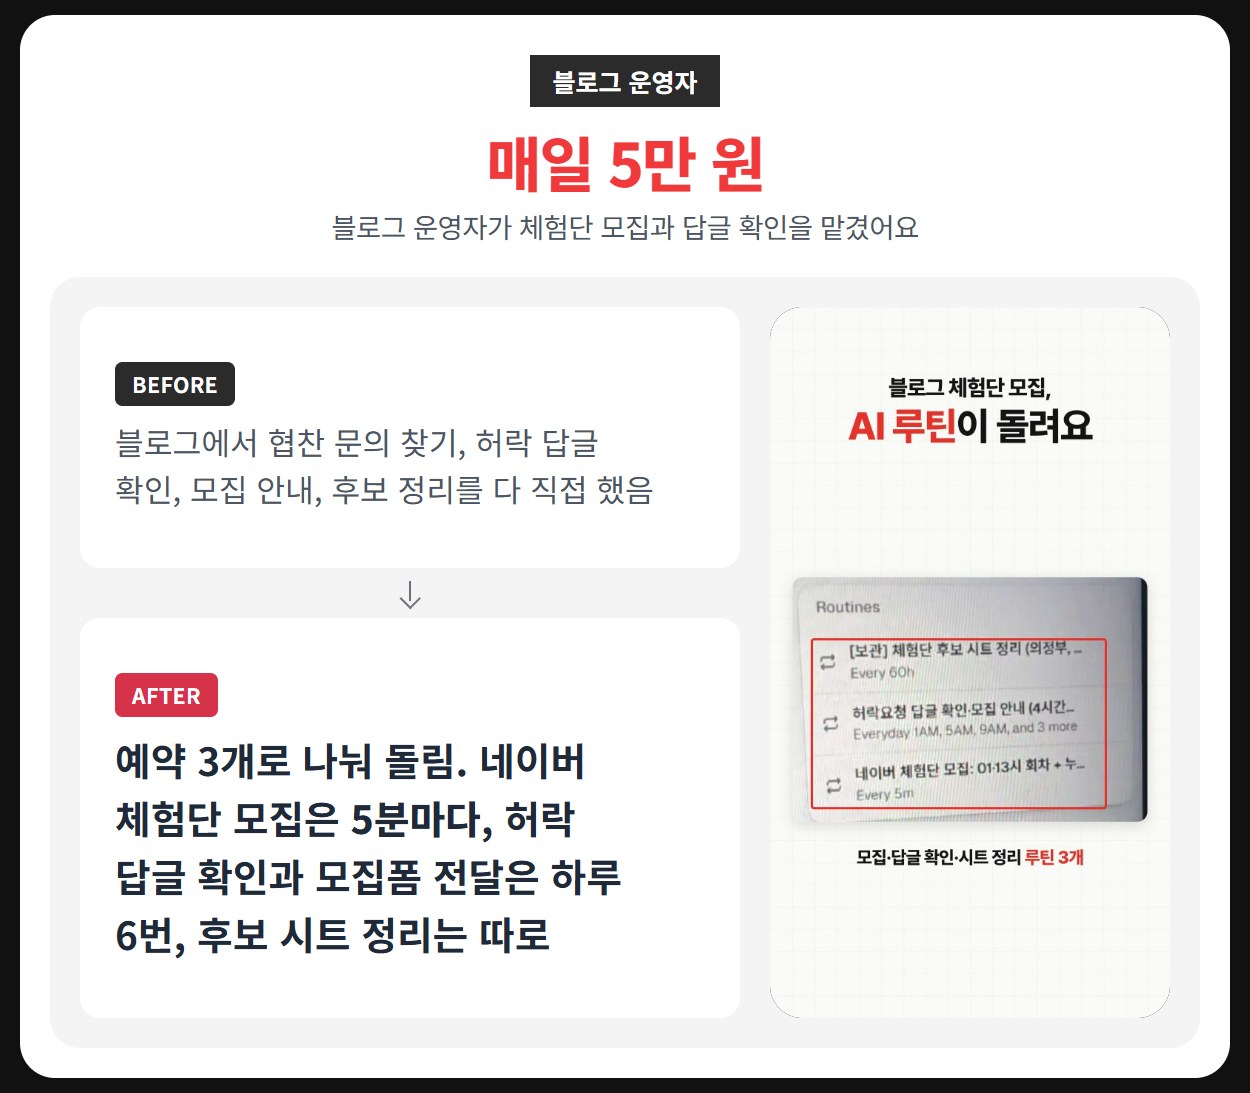 블로그 운영자
매일 5만 원
블로그 운영자가 체험단 모집과 답글 확인을 맡겼어요
BEFORE
블로그에서 협찬 문의 찾기, 허락 답글
확인, 모집 안내, 후보 정리를 다 직접 했음
↓
AFTER
예약 3개로 나눠 돌림. 네이버
체험단 모집은 5분마다, 허락
답글 확인과 모집폼 전달은 하루
6번, 후보 시트 정리는 따로
블로그 체험단 모집,
AI 루틴이 돌려요
Routines
[보관] 체험단 후보 시트 정리 (의정부, ...
Every 60h
허락요청 답글 확인·모집 안내 (4시간...
Everyday 1AM, 5AM, 9AM, and 3 more
네이버 체험단 모집: 01·13시 회차 + 누...
Every 5m
모집·답글 확인·시트 정리 루틴 3개